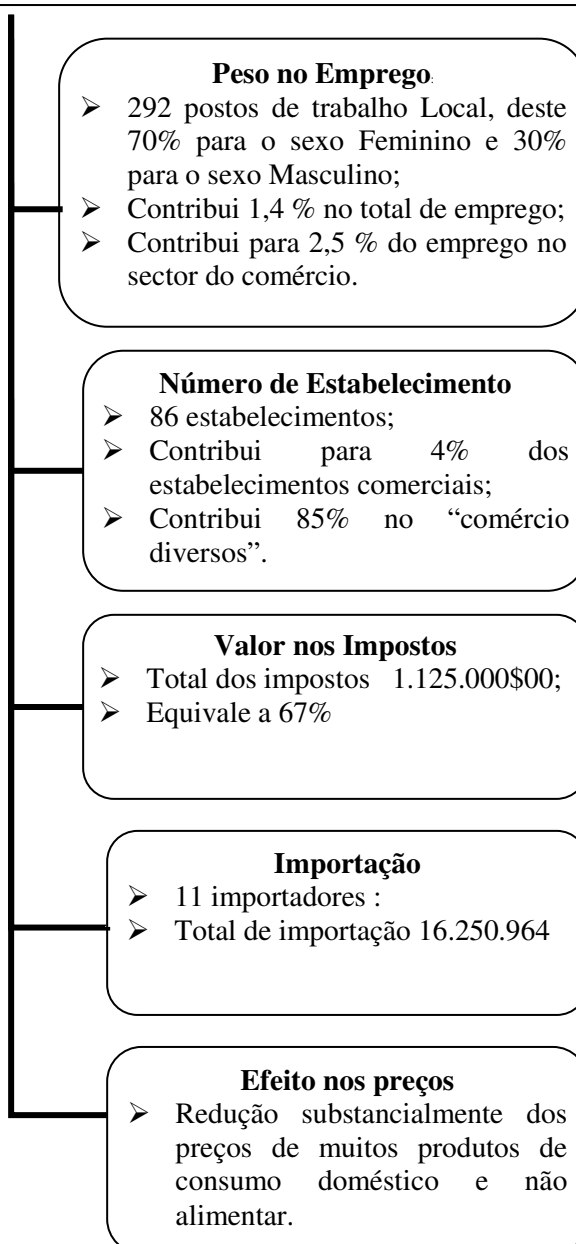 Peso no Emprego:
➢ 292 postos de trabalho Local, deste
70% para o sexo Feminino e 30%
para o sexo Masculino;
➢ Contribui 1,4 % no total de emprego;
➢ Contribui para 2,5 % do emprego no
sector do comércio.
Número de Estabelecimento
➢ 86 estabelecimentos;
➢ Contribui para 4% dos
estabelecimentos comerciais;
➢ Contribui 85% no “comércio
diversos”.
Valor nos Impostos
➢ Total dos impostos 1.125.000$00;
➢ Equivale a 67%
Importação
➢ 11 importadores :
➢ Total de importação 16.250.964
Efeito nos preços
➢ Redução substancialmente dos
preços de muitos produtos de
consumo doméstico e não
alimentar.